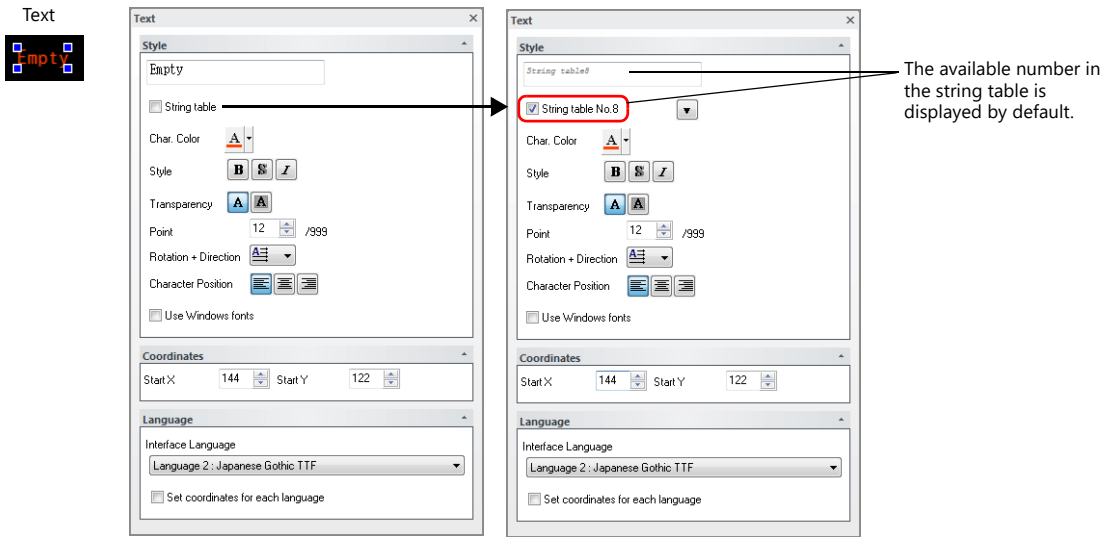 Text
Empty
Text
Style
Empty
String table
Char. Color
A
Style
B S I
Transparency
A A
Point 12 /999
Rotation + Direction A
Character Position
Use Windows fonts
Coordinates
Start X 144 Start Y 122
Language
Interface Language
Language 2 : Japanese Gothic TTF
Set coordinates for each language
Text
Style
String table8
String table No.8
Char. Color
A
Style
B S I
Transparency
A A
Point 12 /999
Rotation + Direction A
Character Position
Use Windows fonts
Coordinates
Start X 144 Start Y 122
Language
Interface Language
Language 2 : Japanese Gothic TTF
Set coordinates for each language
The available number in
the string table is
displayed by default.